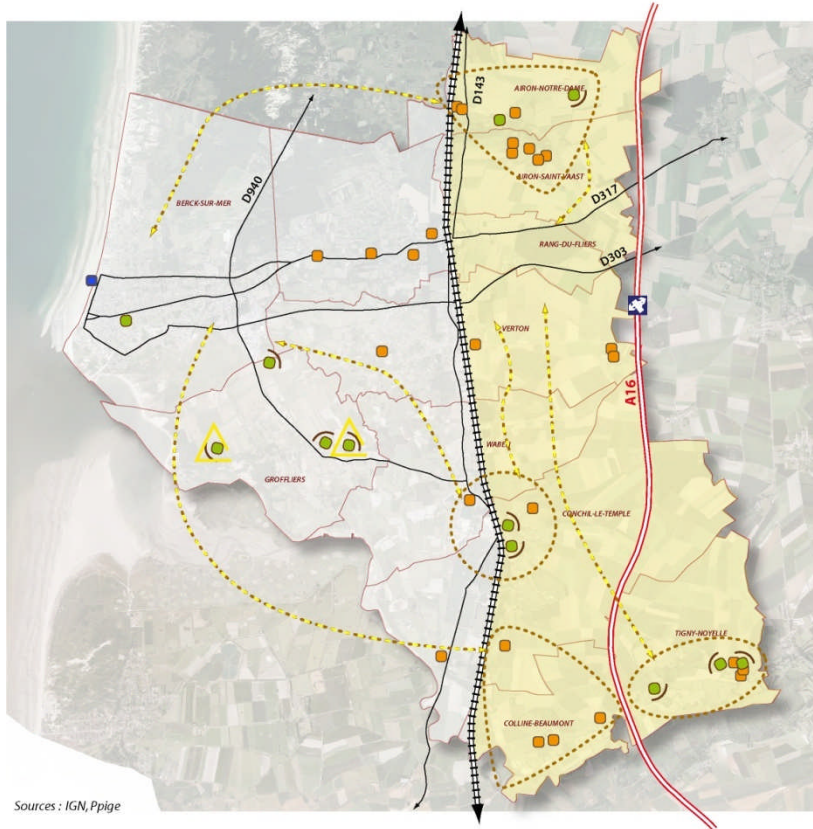 D143
AIRON-NOTRE-DAME
AIRON-SAINT-VAAST
D940
BERCK-SUR-MER
D317
RANG-DU-FLIERS
D303
VERTON
A16
GROFFLIERS
CONCHIL-LE-TEMPLE
TIGNY-NOYELLE
COLLINE-BEAUMONT
Sources : IGN, Ppige